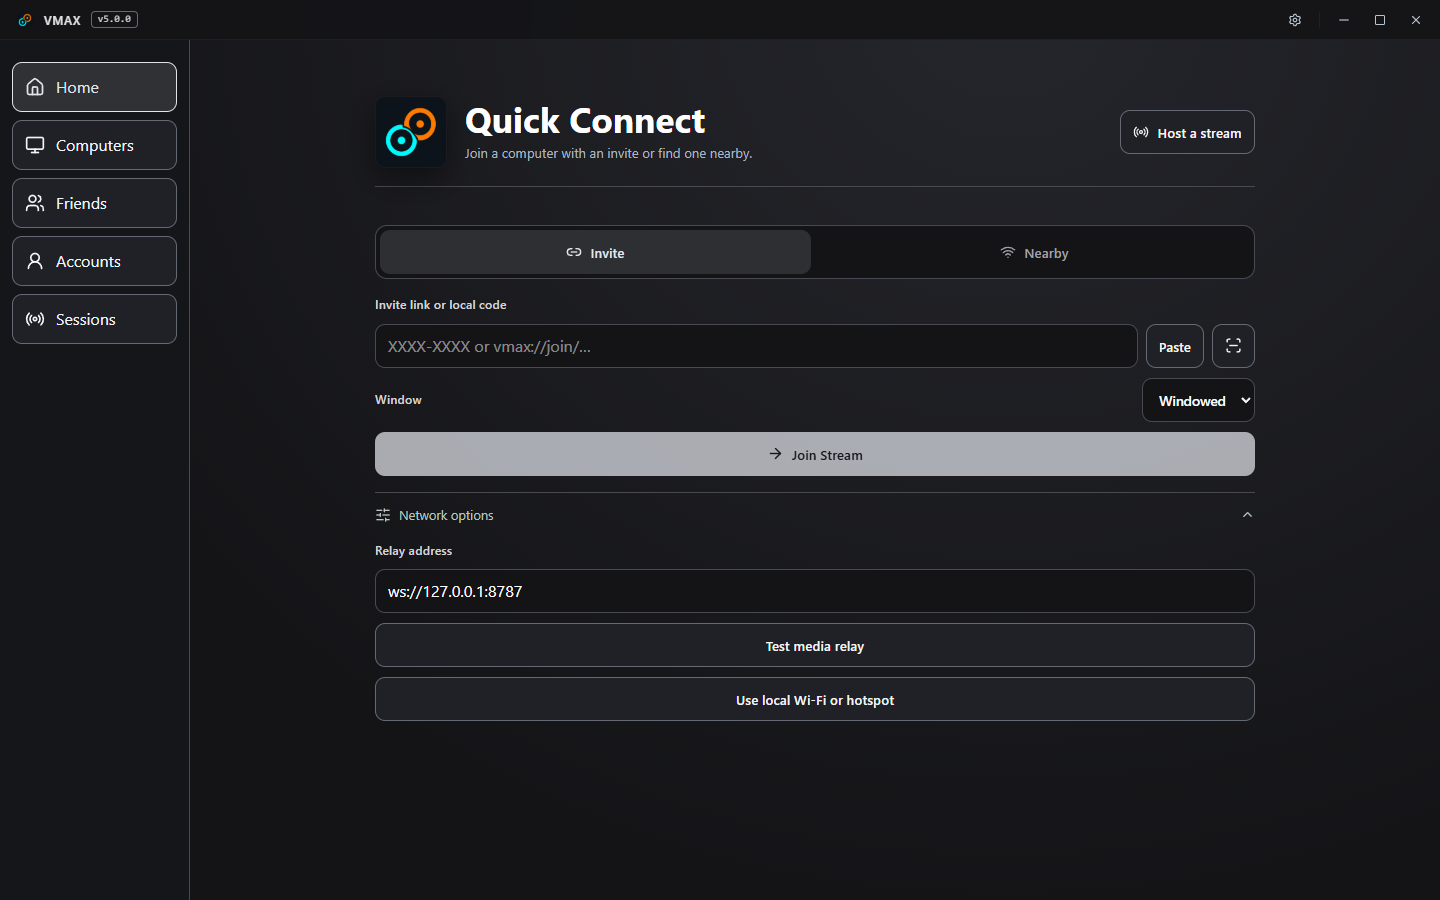 VMAX v5.0.0
Home
Computers
Friends
Accounts
Sessions
Quick Connect
Join a computer with an invite or find one nearby.
Host a stream
Invite
Nearby
Invite link or local code
XXXX-XXXX or vmax://join/...
Paste
Window
Windowed
Join Stream
Network options
Relay address
ws://127.0.0.1:8787
Test media relay
Use local Wi-Fi or hotspot